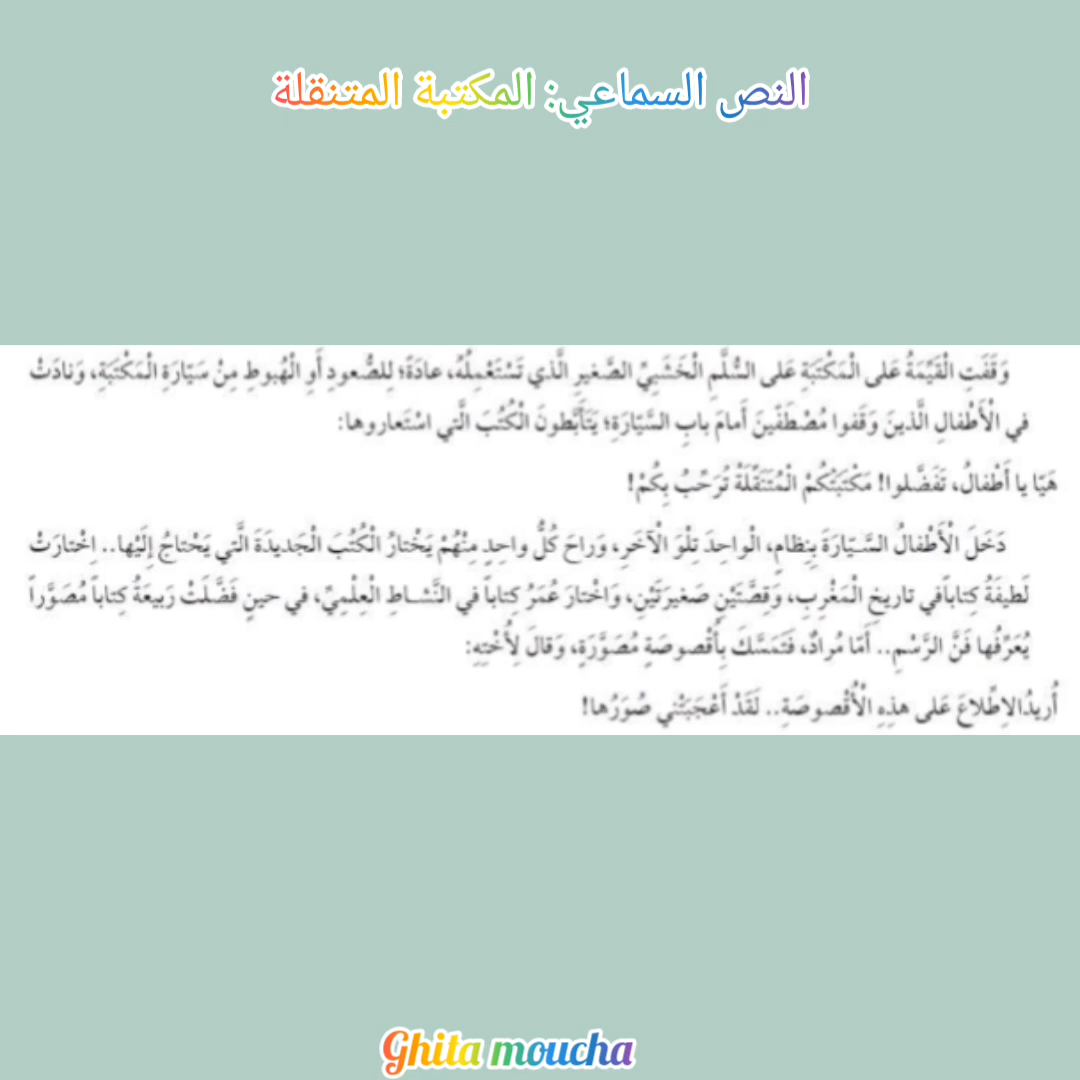 النص السماعي: المكتبة المتنقلة
وَقَفَتِ الْقَيِّمَةُ عَلى الْمَكْتَبَةِ عَلى السُّلَّمِ الْخَشَبِيِّ الصَّغيرِ الَّذي تَسْتَعْمِلُهُ، عادَةً؛ لِلصُّعودِ أَوِ الْهُبوطِ مِنْ سَيّارَةِ الْمَكْتَبَةِ، وَنادَتْ
في الْأَطْفالِ الَّذينَ وَقَفوا مُصْطَفّينَ أَمامَ بابِ السَّيّارَةِ؛ يَتَأَبَّطونَ الْكُتُبَ الَّتي اسْتَعاروها:
هَيّا يا أَطْفالُ، تَفَضَّلوا! مَكْتَبَتُكُمْ الْمُتَنَقِّلَةُ تُرَحِّبُ بِكُمْ!
دَخَلَ الْأَطْفالُ السَّيّارَةَ بِنِظامٍ، الْواحِدَ تِلْوَ الْآخَرِ، وَراحَ كُلُّ واحِدٍ مِنْهُمْ يَخْتارُ الْكُتُبَ الْجَديدَةَ الَّتي يَحْتاجُ إِلَيْها.. اِخْتارَتْ
لَطيفَةُ كِتاباًفي تاريخِ الْمَغْرِبِ، وَقِصَّتَيْنِ صَغيرَتَيْنِ، وَاخْتارَ عُمَرُ كِتاباً في النَّشاطِ الْعِلْمِيِّ، في حينِ فَضَّلَتْ رَبيعَةُ كِتاباً مُصَوَّراً
يُعَرِّفُها فَنَّ الرَّسْمِ.. أَمّا مُرادٌ، فَتَمَسَّكَ بِأُقْصوصَةٍ مُصَوَّرَةٍ، وَقالَ لِأُخْتِهِ:
أُريدُالاِطِّلاعَ عَلى هذِهِ الْأُقْصوصَةِ.. لَقَدْ أَعْجَبَتْني صُوَرُها!
Ghita moucha